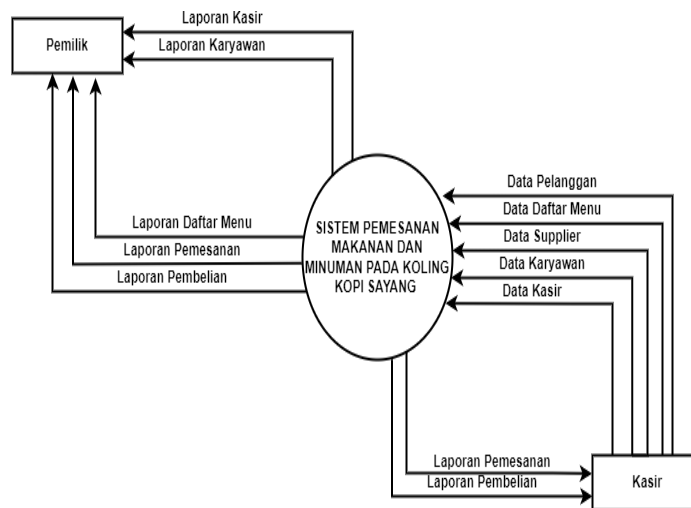 Laporan Kasir
Pemilik
Laporan Karyawan
Data Pelanggan
Data Daftar Menu
Data Supplier
Data Karyawan
Data Kasir
SISTEM PEMESANAN
MAKANAN DAN
MINUMAN PADA KOLING
KOPI SAYANG
Laporan Daftar Menu
Laporan Pemesanan
Laporan Pembelian
Laporan Pemesanan
Laporan Pembelian
Kasir